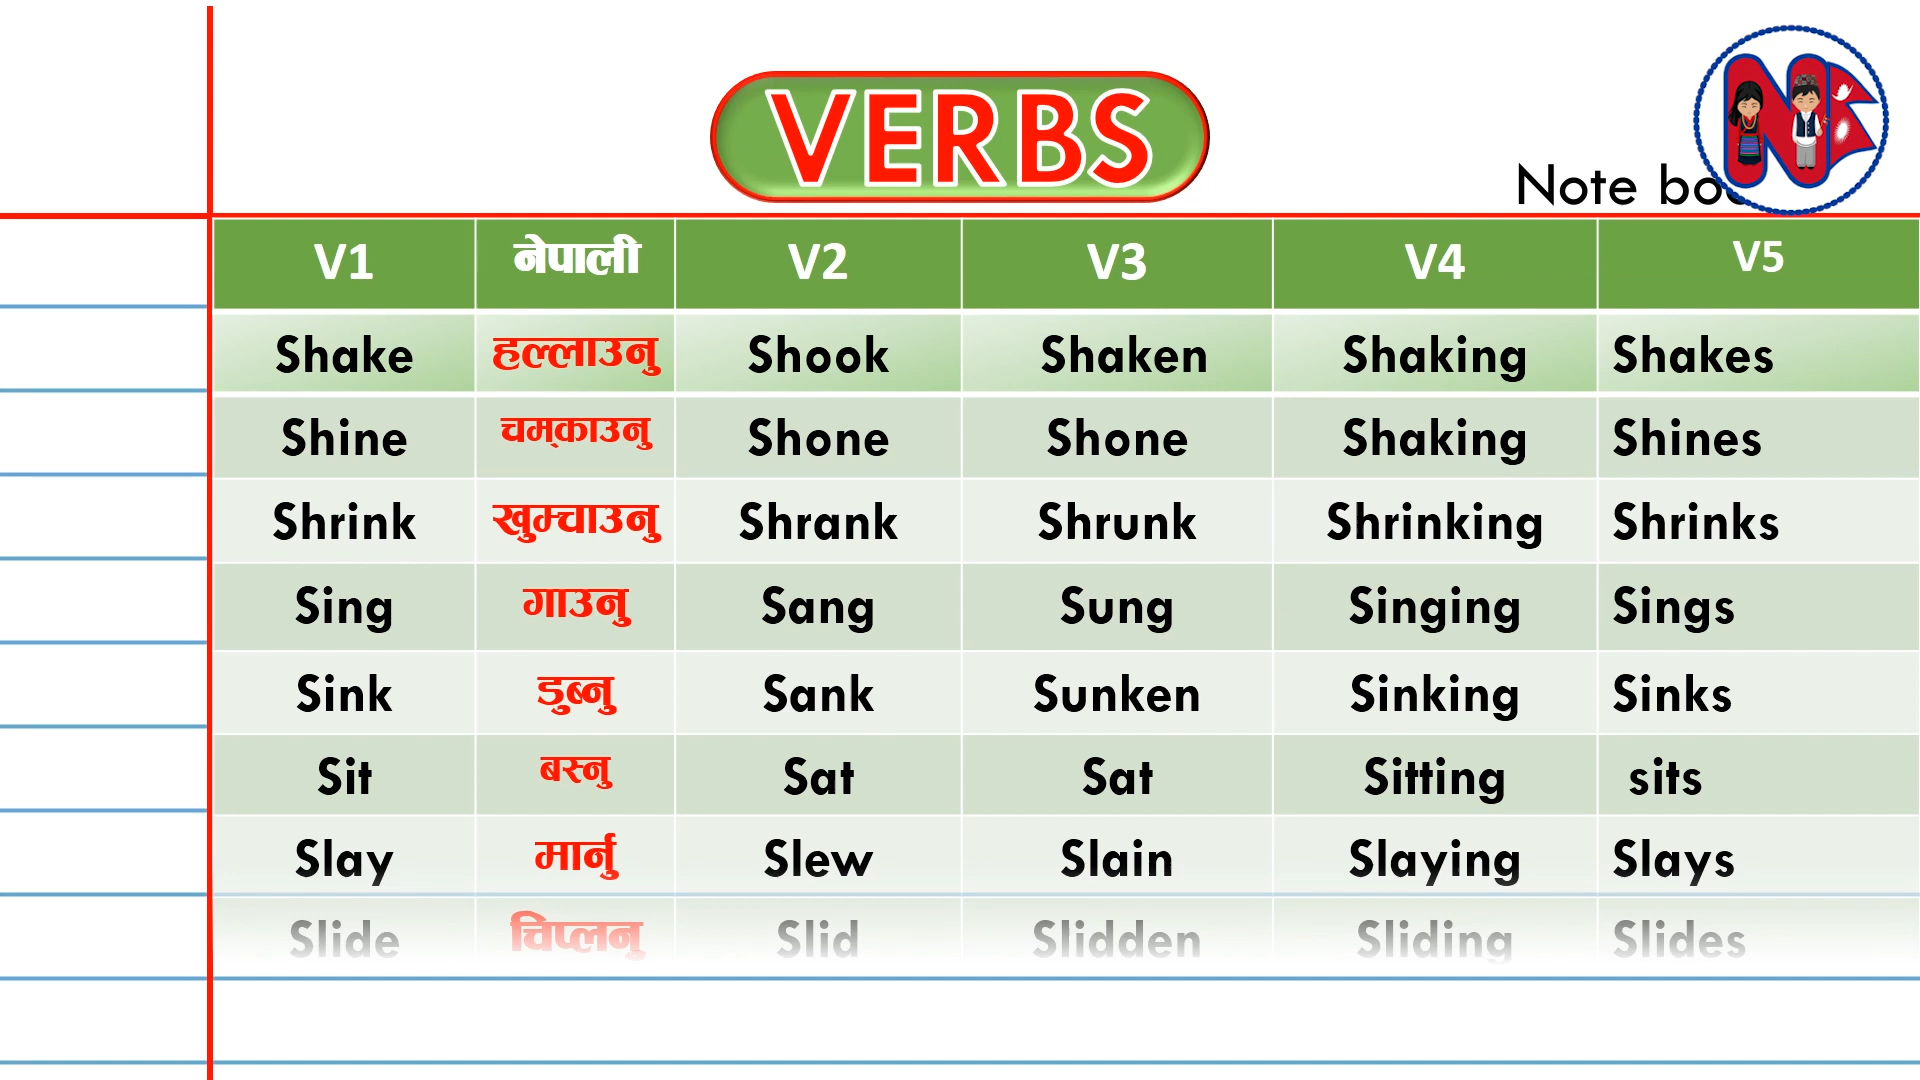 VERBS
Note bo
V1 नेपाली V2 V3 V4 V5
Shake हल्लाउनु Shook Shaken Shaking Shakes
Shine चम्काउनु Shone Shone Shaking Shines
Shrink खुम्चाउनु Shrank Shrunk Shrinking Shrinks
Sing गाउनु Sang Sung Singing Sings
Sink डुब्नु Sank Sunken Sinking Sinks
Sit बस्नु Sat Sat Sitting sits
Slay मार्नु Slew Slain Slaying Slays
Slide चिप्लनु Slid Slidden Sliding Slides